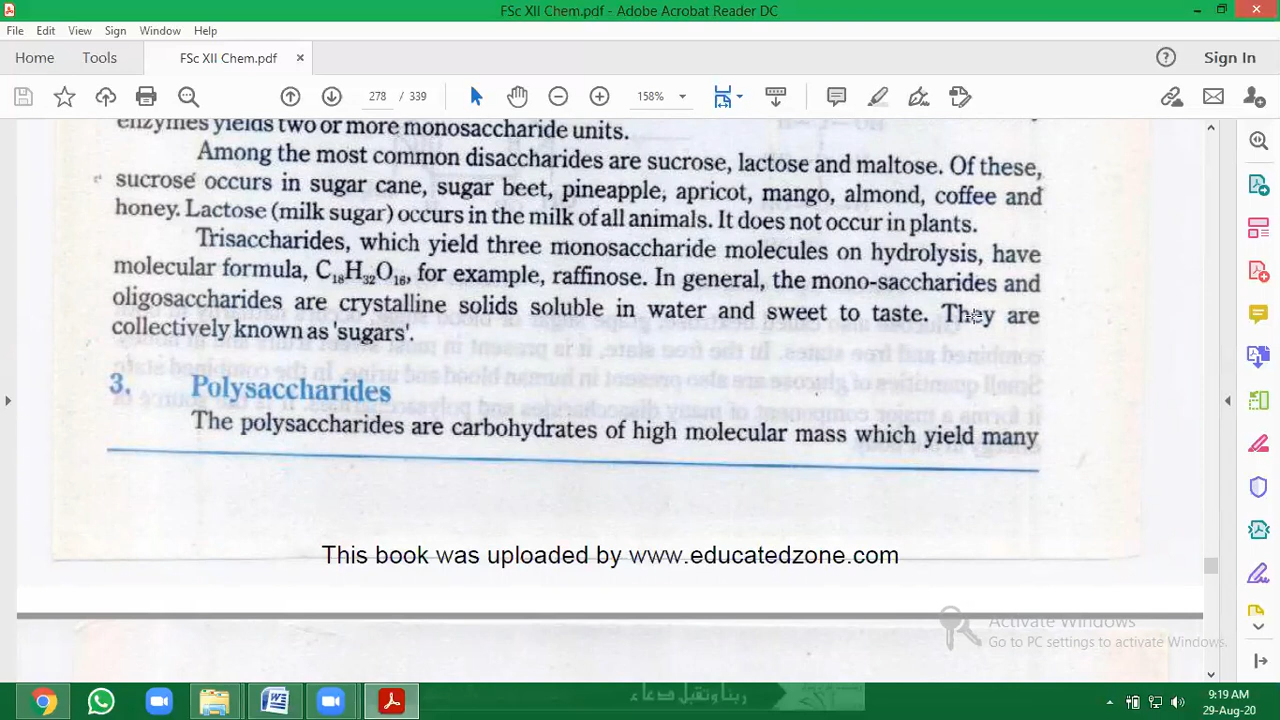 FSc XII Chem.pdf - Adobe Acrobat Reader DC
File Edit View Sign Window Help
Home Tools FSc XII Chem.pdf × Sign In
278 / 339 158%
enzymes yields two or more monosaccharide units.
Among the most common disaccharides are sucrose, lactose and maltose. Of these,
sucrose occurs in sugar cane, sugar beet, pineapple, apricot, mango, almond, coffee and
honey. Lactose (milk sugar) occurs in the milk of all animals. It does not occur in plants.
Trisaccharides, which yield three monosaccharide molecules on hydrolysis, have
molecular formula, C₁₈H₃₂O₁₆, for example, raffinose. In general, the mono-saccharides and
oligosaccharides are crystalline solids soluble in water and sweet to taste. They are
collectively known as 'sugars'.
3. Polysaccharides
The polysaccharides are carbohydrates of high molecular mass which yield many
This book was uploaded by www.educatedzone.com
Activate Windows
Go to PC settings to activate Windows.
ربنا وتقبل دعاء
9:19 AM
29-Aug-20